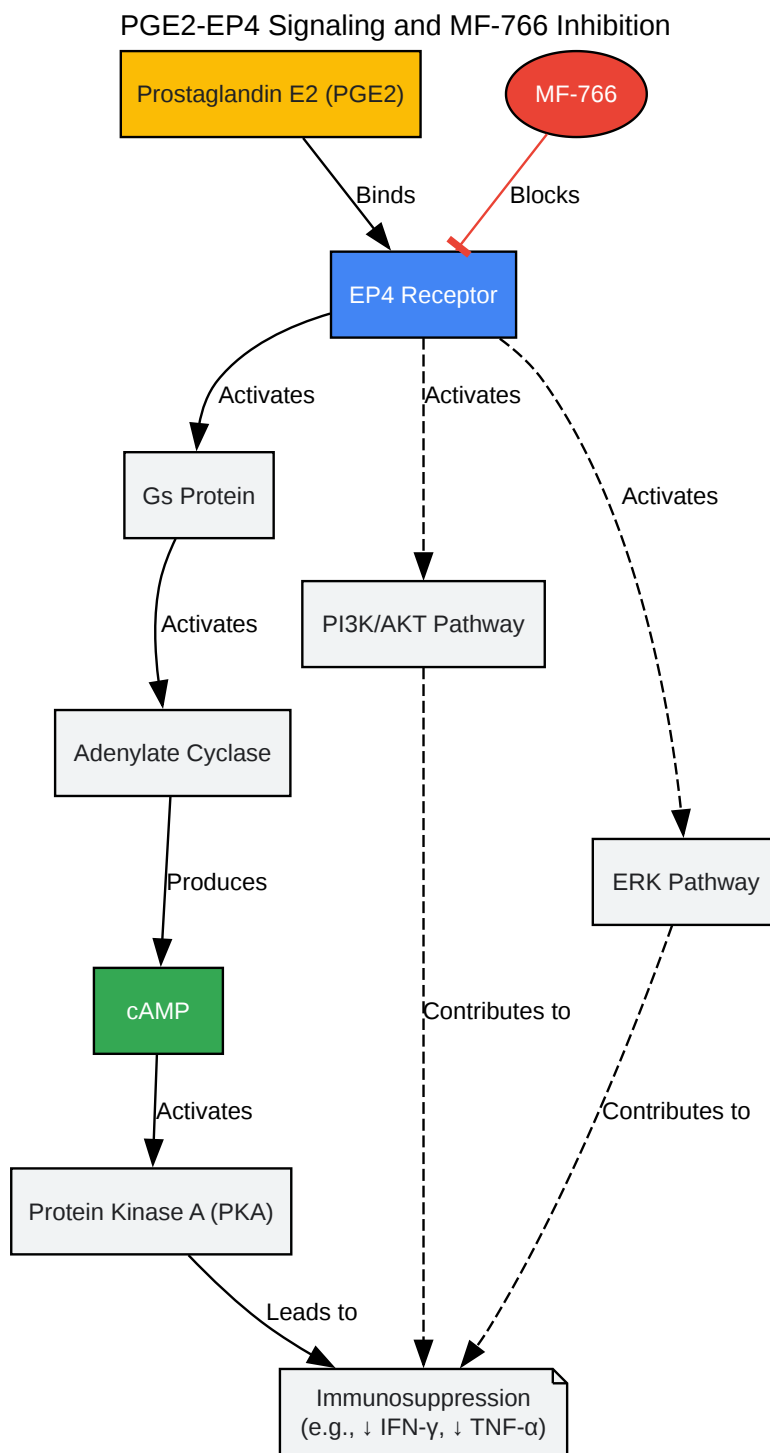 PGE2-EP4 Signaling and MF-766 Inhibition
Prostaglandin E2 (PGE2)
MF-766
Binds
Blocks
EP4 Receptor
Activates
Activates
Gs Protein
Activates
Activates
PI3K/AKT Pathway
Adenylate Cyclase
Produces
ERK Pathway
cAMP
Contributes to
Activates
Contributes to
Protein Kinase A (PKA)
Leads to
Immunosuppression
(e.g., ↓ IFN-γ, ↓ TNF-α)